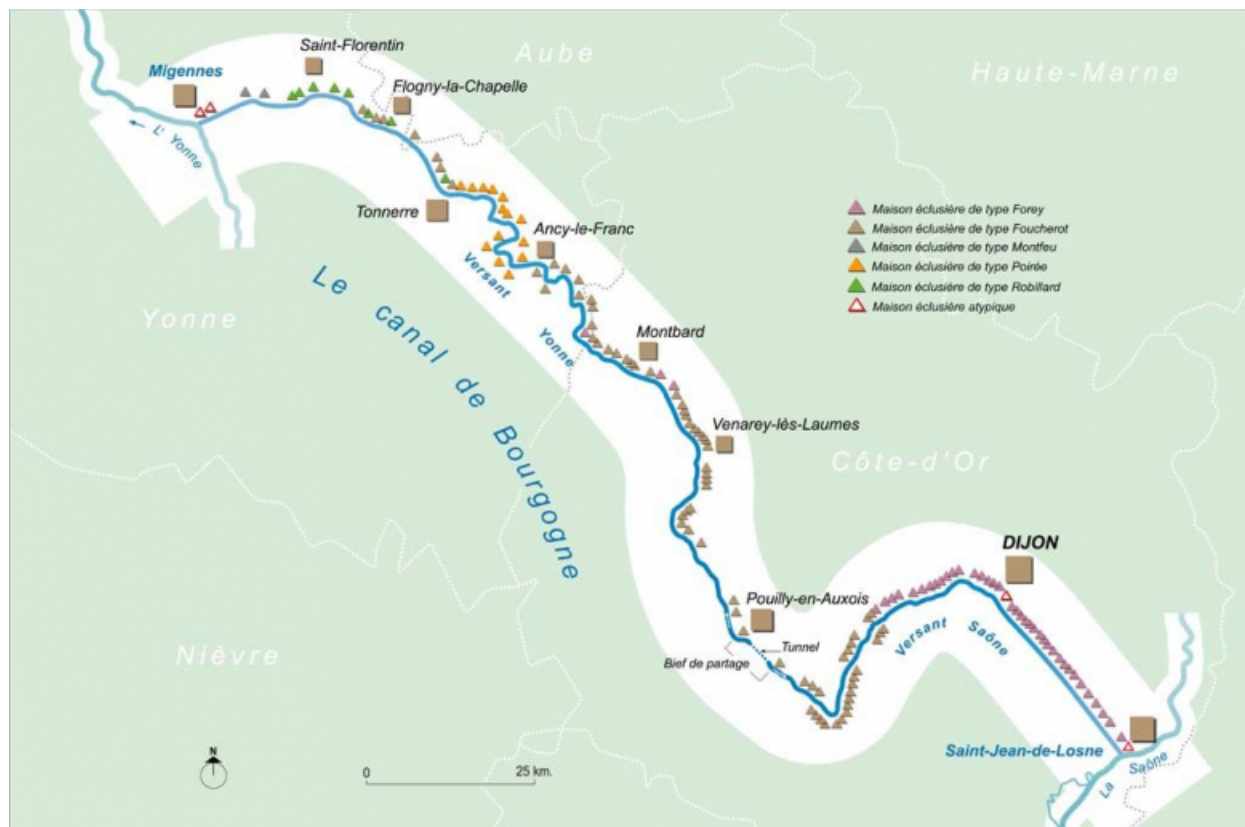 Aube
Haute-Marne
Saint-Florentin
Migennes
Flogny-la-Chapelle
L' Yonne
Tonnerre
Ancy-le-Franc
Maison éclusière de type Forey
Maison éclusière de type Foucherot
Maison éclusière de type Montfeu
Maison éclusière de type Poirée
Maison éclusière de type Robillard
Maison éclusière atypique
Versant Yonne
Yonne
Le canal de Bourgogne
Montbard
Venarey-lès-Laumes
Côte-d'Or
DIJON
Pouilly-en-Auxois
Tunnel
Bief de partage
Versant Saône
Nièvre
Saint-Jean-de-Losne
La Saône
N
0
25 km.